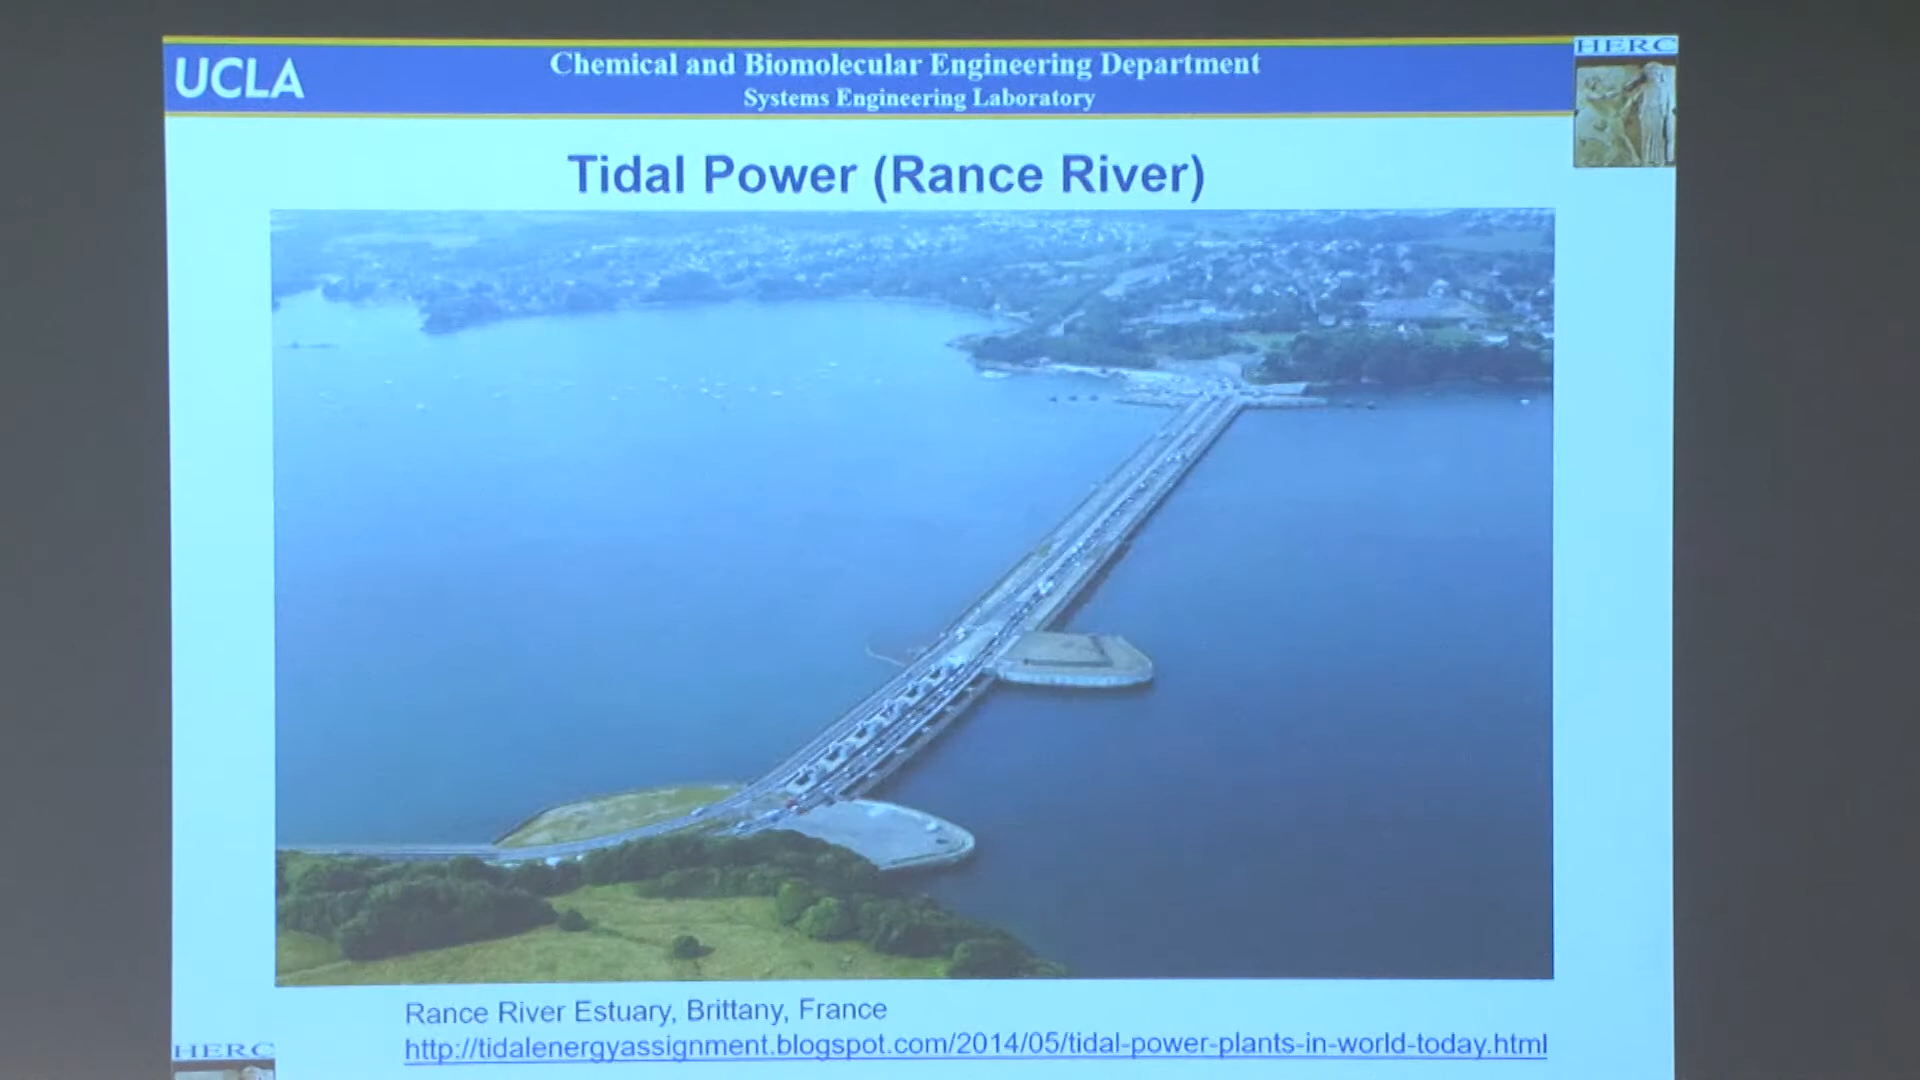 UCLA
Chemical and Biomolecular Engineering Department
Systems Engineering Laboratory
HERC
Tidal Power (Rance River)
Rance River Estuary, Brittany, France
http://tidalenergyassignment.blogspot.com/2014/05/tidal-power-plants-in-world-today.html
HERC